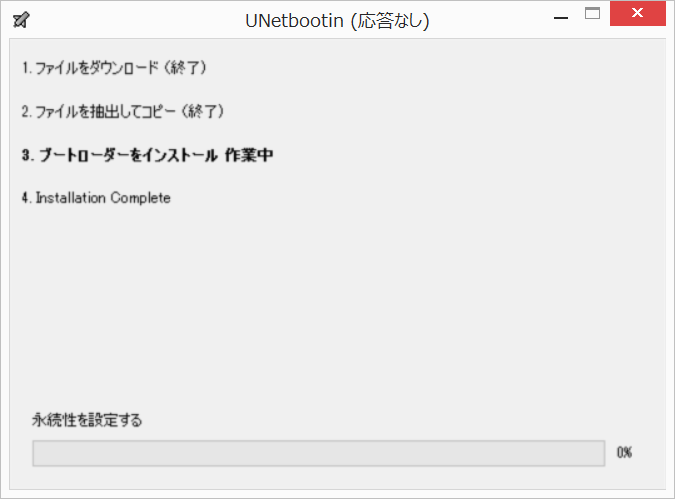 UNetbootin (応答なし)
1. ファイルをダウンロード (終了)
2. ファイルを抽出してコピー (終了)
3. ブートローダーをインストール 作業中
4. Installation Complete
永続性を設定する
0%